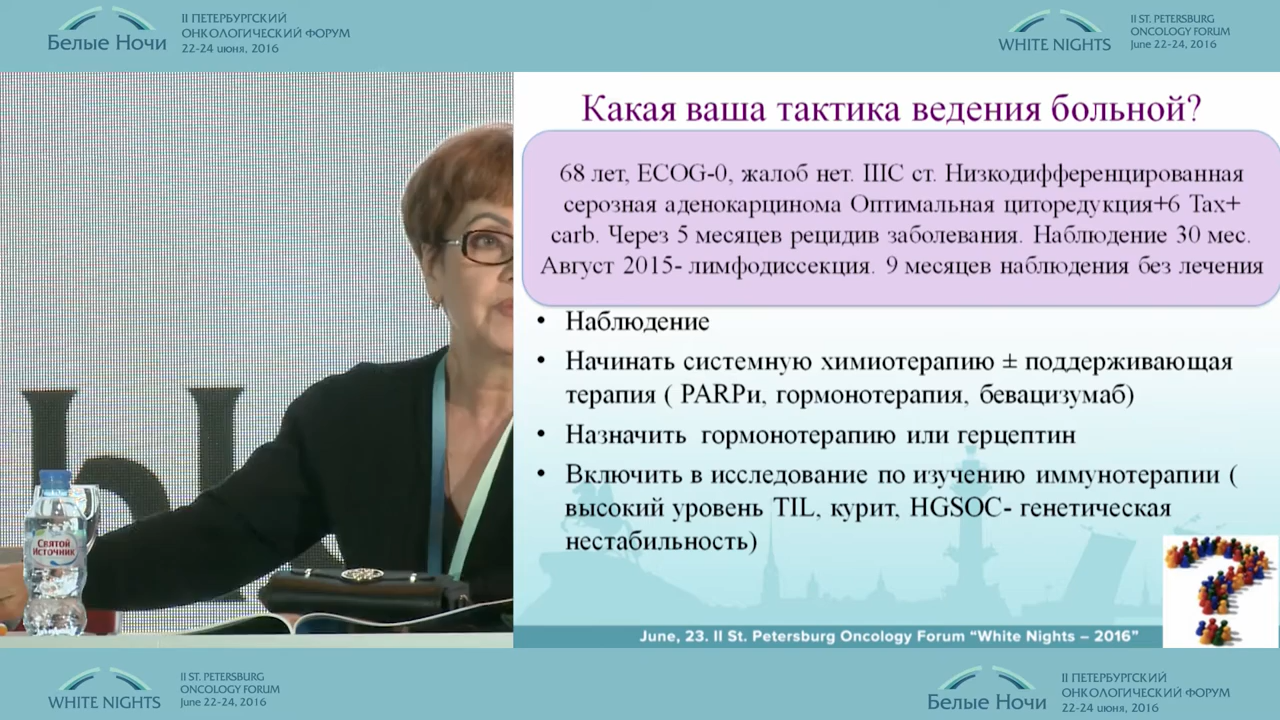 Белые Ночи
II ПЕТЕРБУРГСКИЙ
ОНКОЛОГИЧЕСКИЙ ФОРУМ
22-24 июня, 2016
WHITE NIGHTS
II ST. PETERSBURG
ONCOLOGY FORUM
June 22-24, 2016
Какая ваша тактика ведения больной?
68 лет, ECOG-0, жалоб нет. IIIC ст. Низкодифференцированная
серозная аденокарцинома Оптимальная циторедукция+6 Tax+
carb. Через 5 месяцев рецидив заболевания. Наблюдение 30 мес.
Август 2015- лимфодиссекция. 9 месяцев наблюдения без лечения
• Наблюдение
• Начинать системную химиотерапию ± поддерживающая
терапия ( PARPи, гормонотерапия, бевацизумаб)
• Назначить гормонотерапию или герцептин
• Включить в исследование по изучению иммунотерапии (
высокий уровень TIL, курит, HGSOC- генетическая
нестабильность)
June, 23. II St. Petersburg Oncology Forum “White Nights – 2016”
СВЯТОЙ
ИСТОЧНИК
WHITE NIGHTS
II ST. PETERSBURG
ONCOLOGY FORUM
June 22-24, 2016
Белые Ночи
II ПЕТЕРБУРГСКИЙ
ОНКОЛОГИЧЕСКИЙ ФОРУМ
22-24 июня, 2016